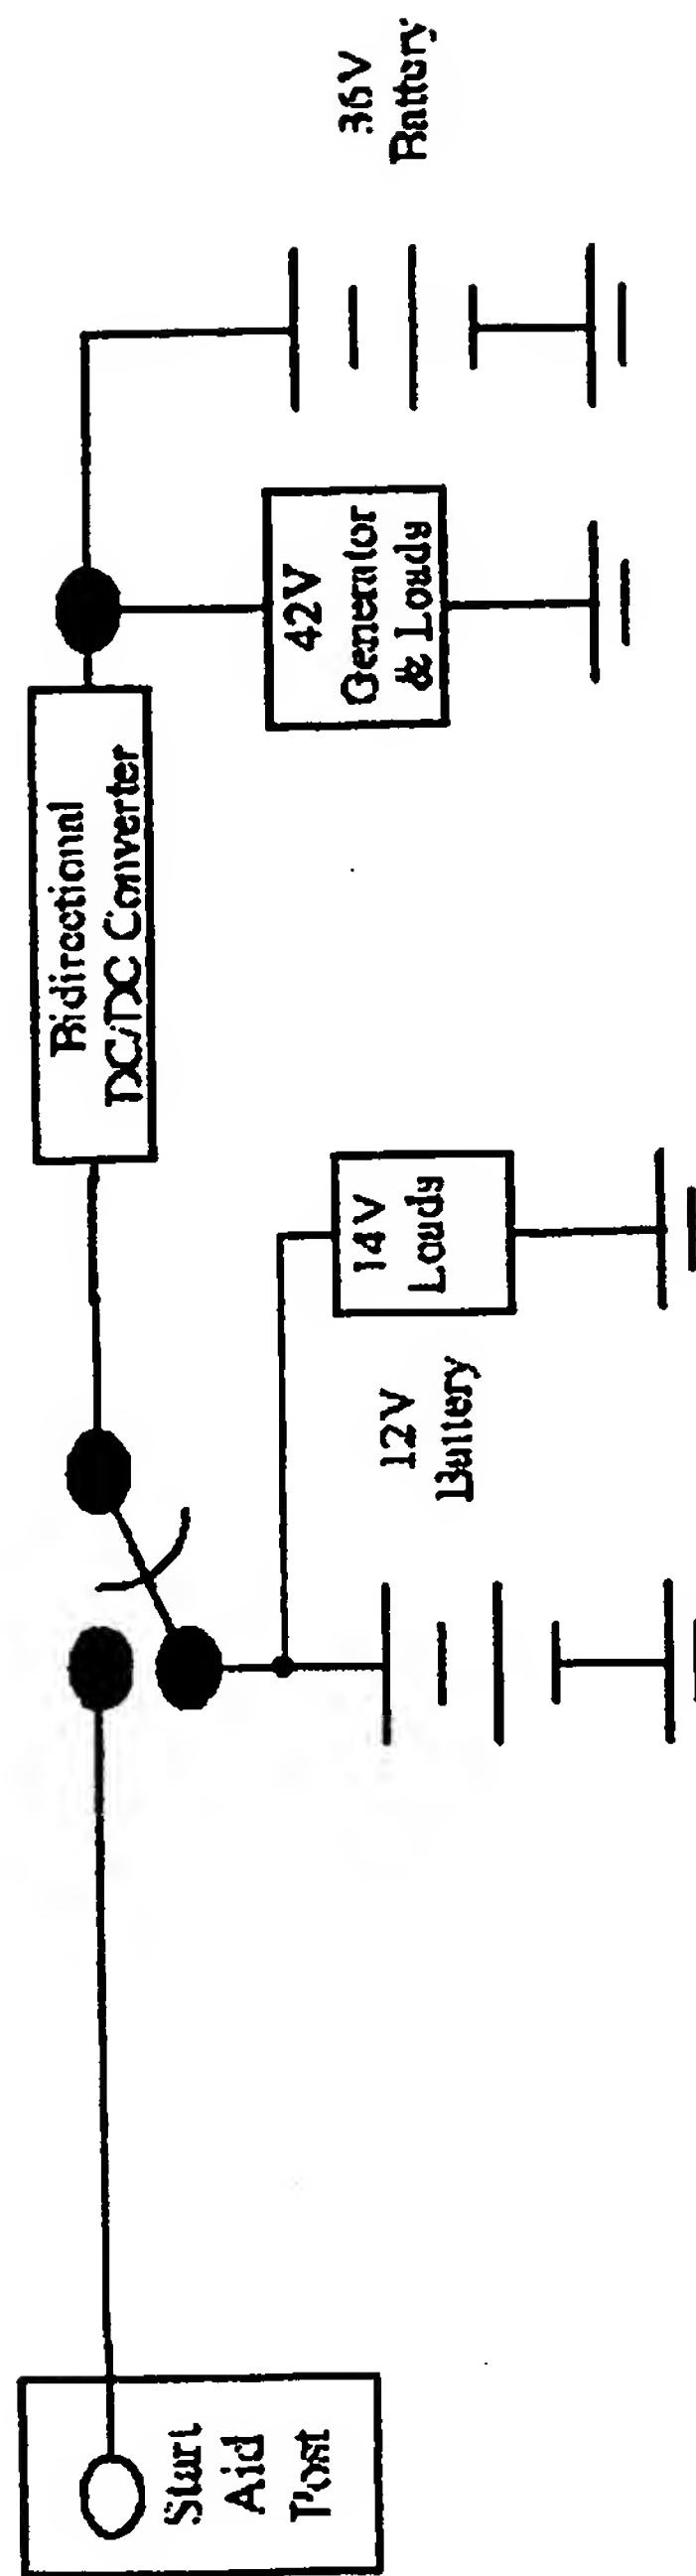 Start
Aid
Post
12V
Battery
14V
Loads
Bidirectional
DC/DC Converter
42V
Generator
& Loads
36V
Battery